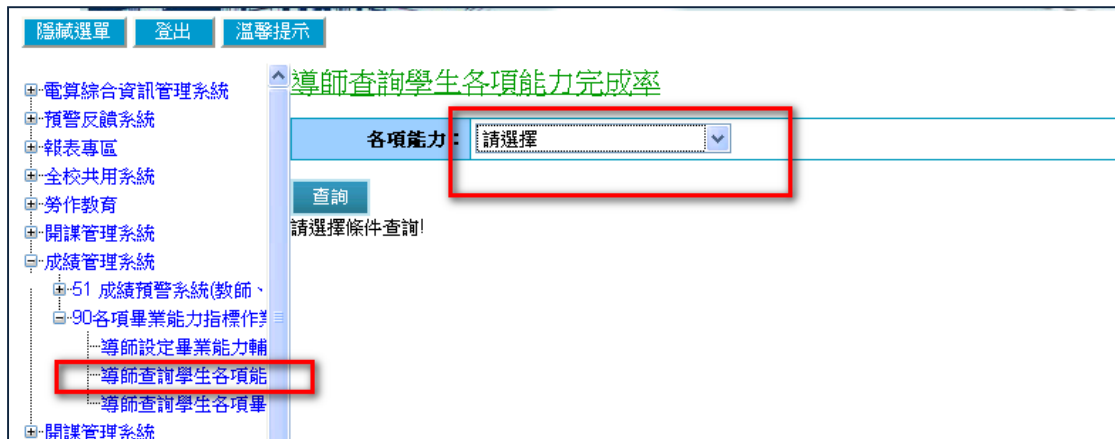 隱藏選單 登出 溫馨提示
導師查詢學生各項能力完成率
各項能力： 請選擇
查詢
請選擇條件查詢!
電算綜合資訊管理系統
預警反饋系統
報表專區
全校共用系統
勞作教育
開課管理系統
成績管理系統
51 成績預警系統(教師、
90各項畢業能力指標作業
導師設定畢業能力輔
導師查詢學生各項能
導師查詢學生各項畢
開課管理系統